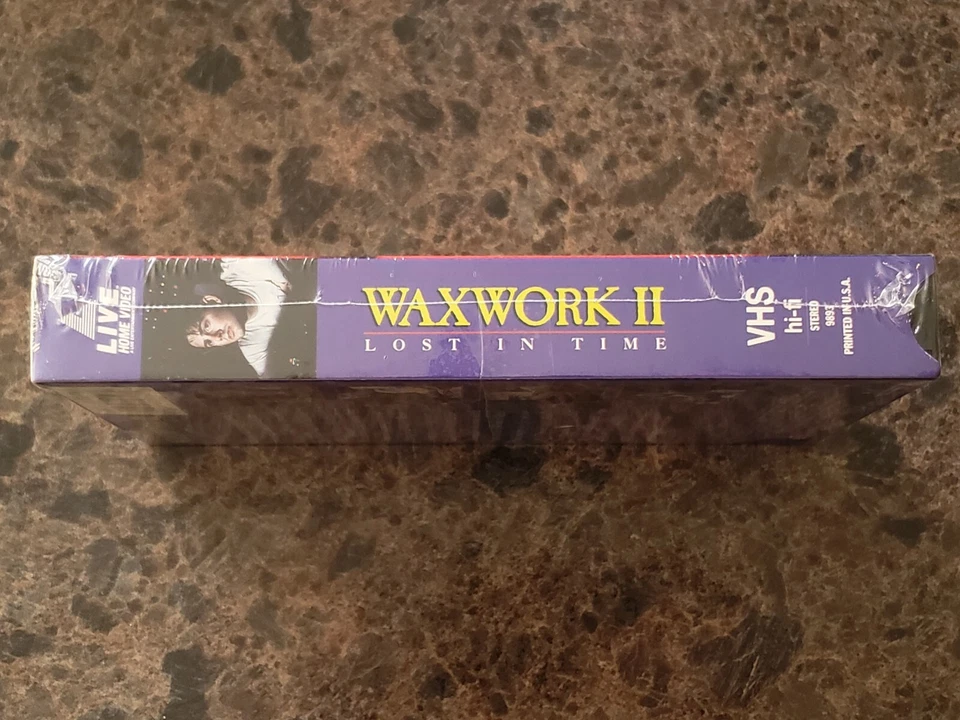 LIVE
HOME VIDEO
WAXWORK II
LOST IN TIME
VHS
hi-fi
STEREO
PRINTED IN U.S.A.